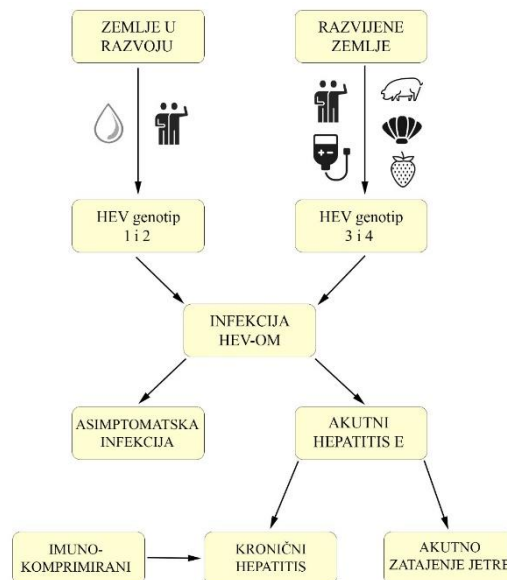 ZEMLJE U
RAZVOJU
RAZVIJENE
ZEMLJE
HEV genotip
1 i 2
HEV genotip
3 i 4
INFEKCIJA
HEV-OM
ASIMPTOMATSKA
INFEKCIJA
AKUTNI
HEPATITIS E
IMUNO-
KOMPRIMIRANI
KRONIČNI
HEPATITIS
AKUTNO
ZATAJENJE JETRE